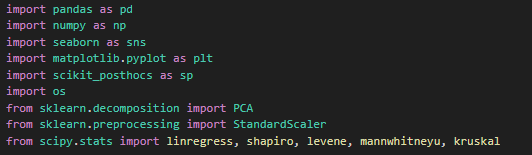 import pandas as pd
import numpy as np
import seaborn as sns
import matplotlib.pyplot as plt
import scikit_posthocs as sp
import os
from sklearn.decomposition import PCA
from sklearn.preprocessing import StandardScaler
from scipy.stats import linregress, shapiro, levene, mannwhitneyu, kruskal